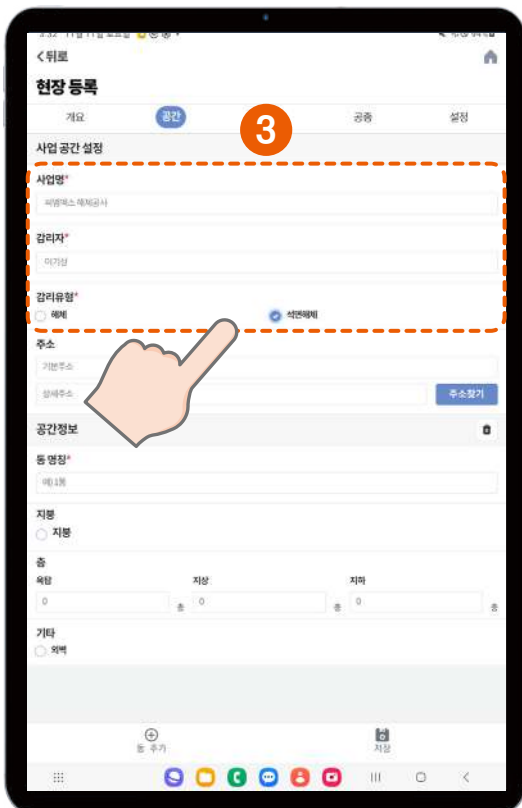 < 뒤로
현장 등록
개요 공간 공종 설정
3
사업 공간 설정
사업명*
감리자*
이기성
감리유형*
해체 석면해체
주소
기본주소
상세주소 주소찾기
공간정보
동 명칭*
예) 1동
지붕
지붕
층
옥탑 지상 지하
0 층 0 층 0 층
기타
외벽
동 추가 저장